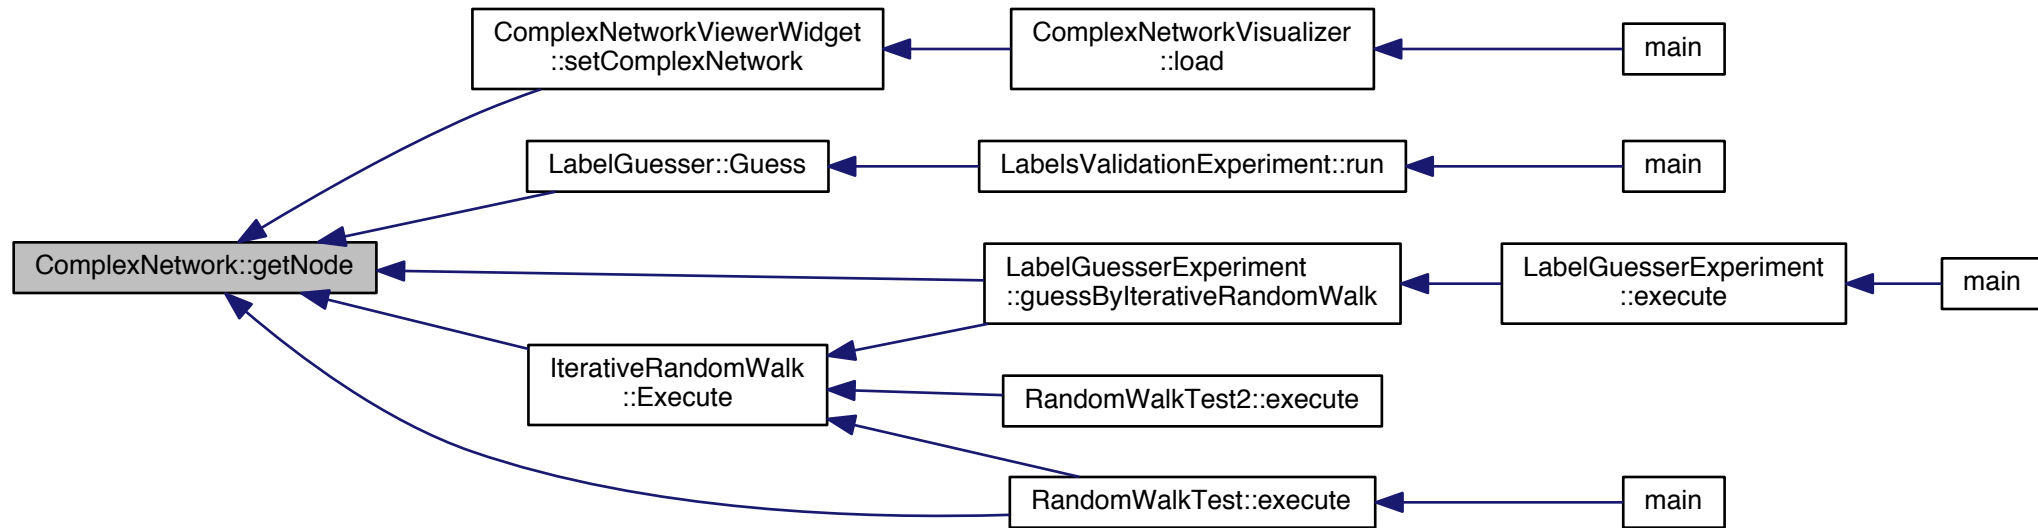 ComplexNetworkViewerWidget
::setComplexNetwork
ComplexNetworkVisualizer
::load
main
LabelGuesser::Guess
LabelsValidationExperiment::run
main
ComplexNetwork::getNode
LabelGuesserExperiment
::guessByIterativeRandomWalk
LabelGuesserExperiment
::execute
main
IterativeRandomWalk
::Execute
RandomWalkTest2::execute
RandomWalkTest::execute
main